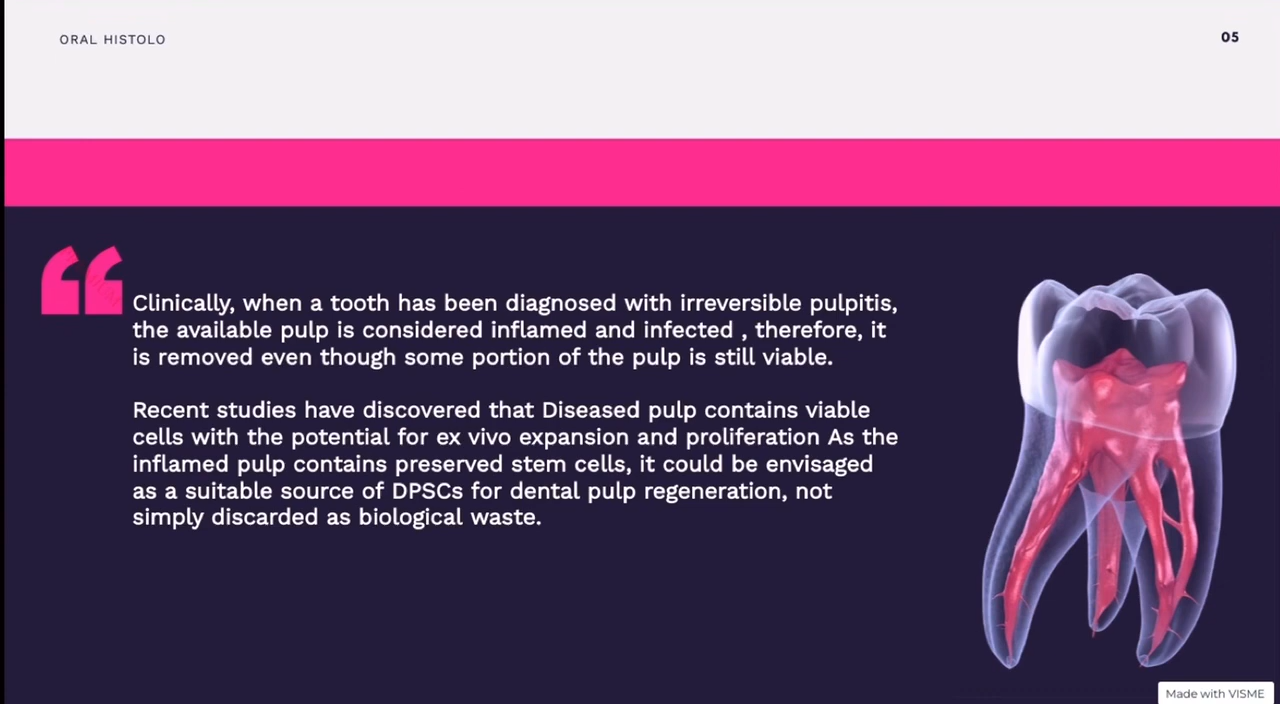 ORAL HISTOLO
05
Clinically, when a tooth has been diagnosed with irreversible pulpitis,
the available pulp is considered inflamed and infected , therefore, it
is removed even though some portion of the pulp is still viable.
Recent studies have discovered that Diseased pulp contains viable
cells with the potential for ex vivo expansion and proliferation As the
inflamed pulp contains preserved stem cells, it could be envisaged
as a suitable source of DPSCs for dental pulp regeneration, not
simply discarded as biological waste.
Made with VISME